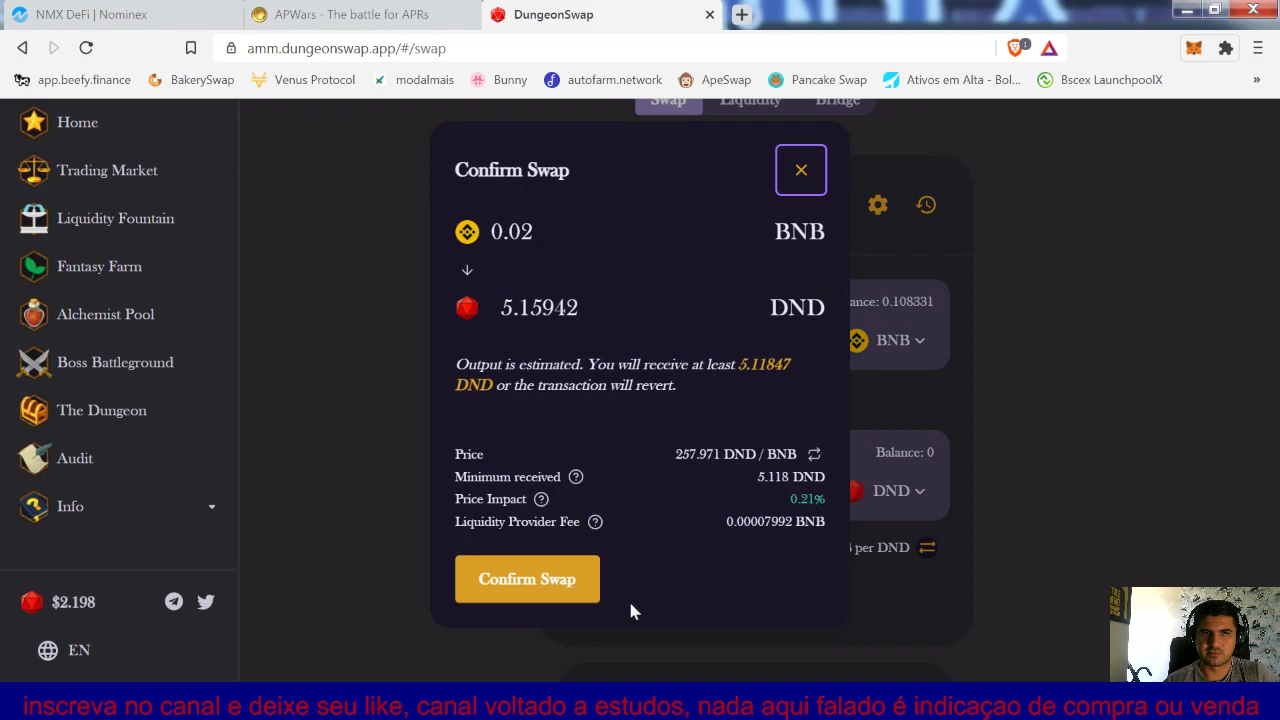 NMX DeFi | Nominex
APWars - The battle for APRs
DungeonSwap
amm.dungeonswap.app/#/swap
1
app.beefy.finance
BakerySwap
Venus Protocol
modalmais
Bunny
autofarm.network
ApeSwap
Pancake Swap
Ativos em Alta - Bol...
Bscex LaunchpoolX
»
Home
Trading Market
Liquidity Fountain
Fantasy Farm
Alchemist Pool
Boss Battleground
The Dungeon
Audit
Info
$2.198
EN
Swap
Liquidity
Bridge
Confirm Swap
0.02 BNB
5.15942 DND
Output is estimated. You will receive at least 5.11847
DND or the transaction will revert.
Price 257.971 DND / BNB
Minimum received ? 5.118 DND
Price Impact ? 0.21%
Liquidity Provider Fee ? 0.00007992 BNB
Confirm Swap
ance: 0.108331
BNB
Balance: 0
DND
per DND
inscreva no canal e deixe seu like, canal voltado a estudos, nada aqui falado é indicaçao de compra ou venda